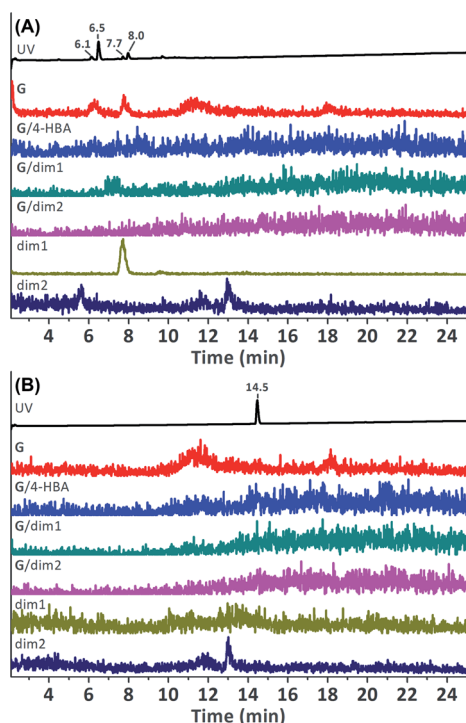 (A)
6.5
6.1
7.7
8.0
UV
G
G/4-HBA
G/dim1
G/dim2
dim1
dim2
4 6 8 10 12 14 16 18 20 22 24
Time (min)
(B)
14.5
UV
G
G/4-HBA
G/dim1
G/dim2
dim1
dim2
4 6 8 10 12 14 16 18 20 22 24
Time (min)